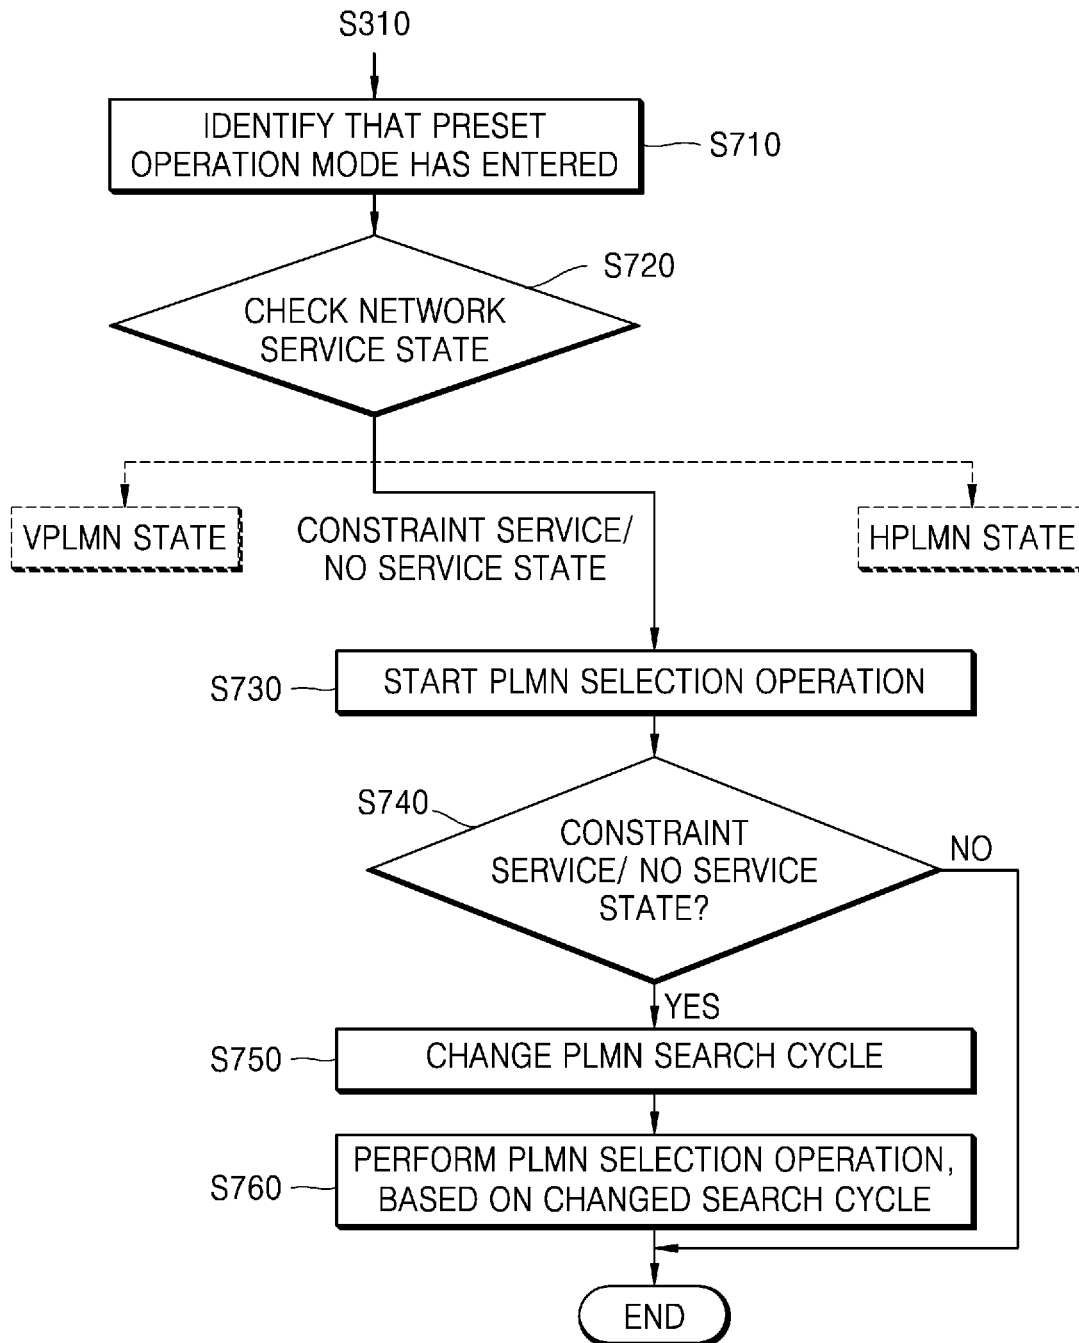 S310
IDENTIFY THAT PRESET
OPERATION MODE HAS ENTERED
S710
S720
CHECK NETWORK
SERVICE STATE
VPLMN STATE
CONSTRAINT SERVICE/
NO SERVICE STATE
HPLMN STATE
S730
START PLMN SELECTION OPERATION
S740
CONSTRAINT
SERVICE/ NO SERVICE
STATE?
NO
YES
S750
CHANGE PLMN SEARCH CYCLE
S760
PERFORM PLMN SELECTION OPERATION,
BASED ON CHANGED SEARCH CYCLE
END